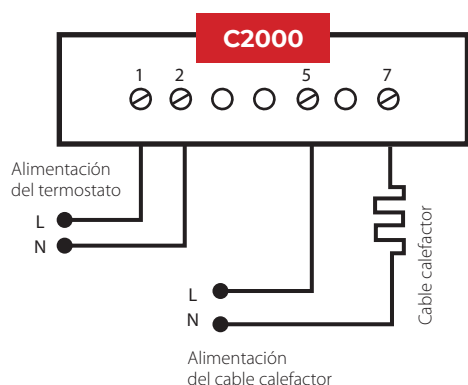 C2000
1 2 5 7
Alimentación
del termostato
L
N
Cable calefactor
L
N
Alimentación
del cable calefactor